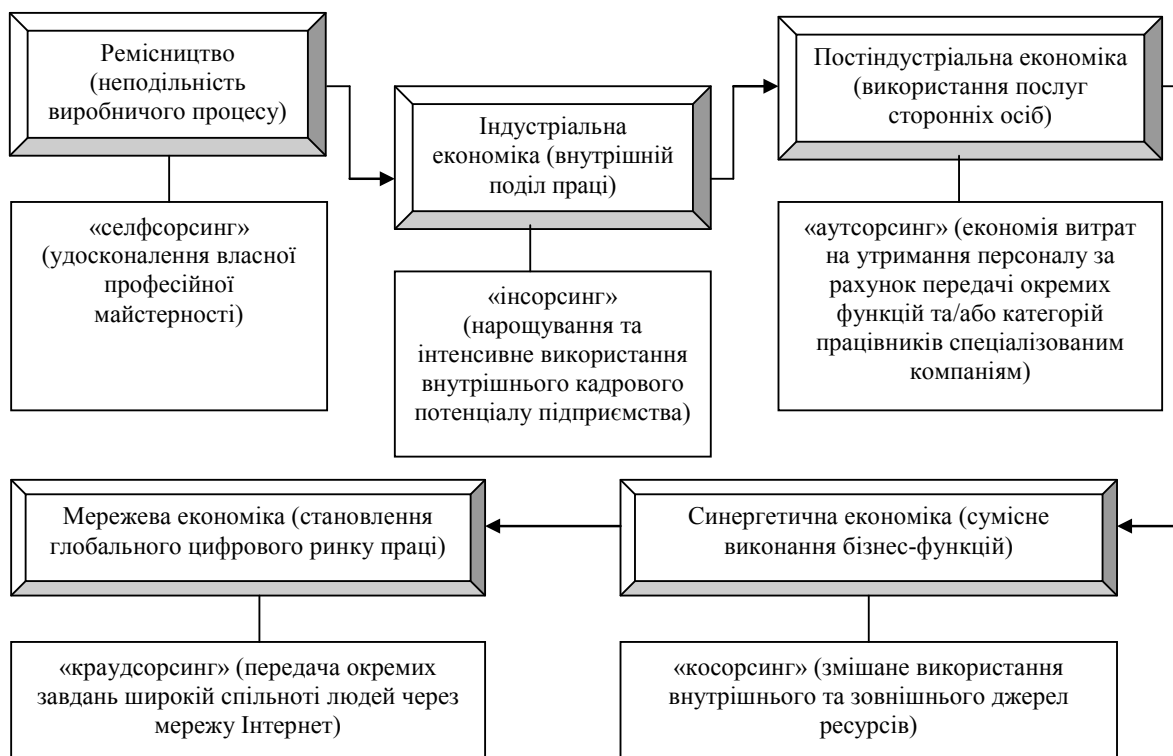 Ремісництво
(неподільність
виробничого процесу)
«селфсорсинг»
(удосконалення власної
професійної
майстерності)
Індустріальна
економіка (внутрішній
поділ праці)
«інсорсинг»
(нарощування та
інтенсивне використання
внутрішнього кадрового
потенціалу підприємства)
Постіндустріальна економіка
(використання послуг
сторонніх осіб)
«аутсорсинг» (економія витрат
на утримання персоналу за
рахунок передачі окремих
функцій та/або категорій
працівників спеціалізованим
компаніям)
Синергетична економіка (сумісне
виконання бізнес-функцій)
«косорсинг» (змішане використання
внутрішнього та зовнішнього джерел
ресурсів)
Мережева економіка (становлення
глобального цифрового ринку праці)
«краудсорсинг» (передача окремих
завдань широкій спільноті людей через
мережу Інтернет)